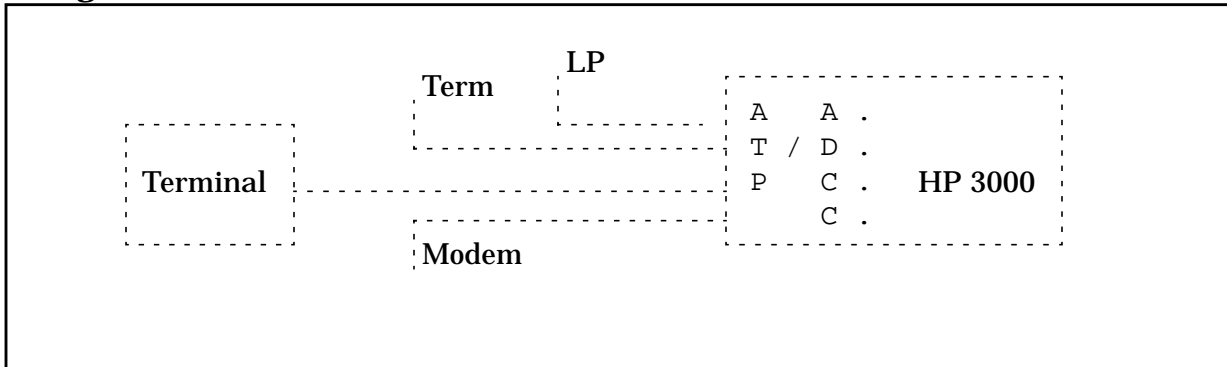 LP
Term
A A .
T / D .
Terminal
P C . HP 3000
C .
Modem